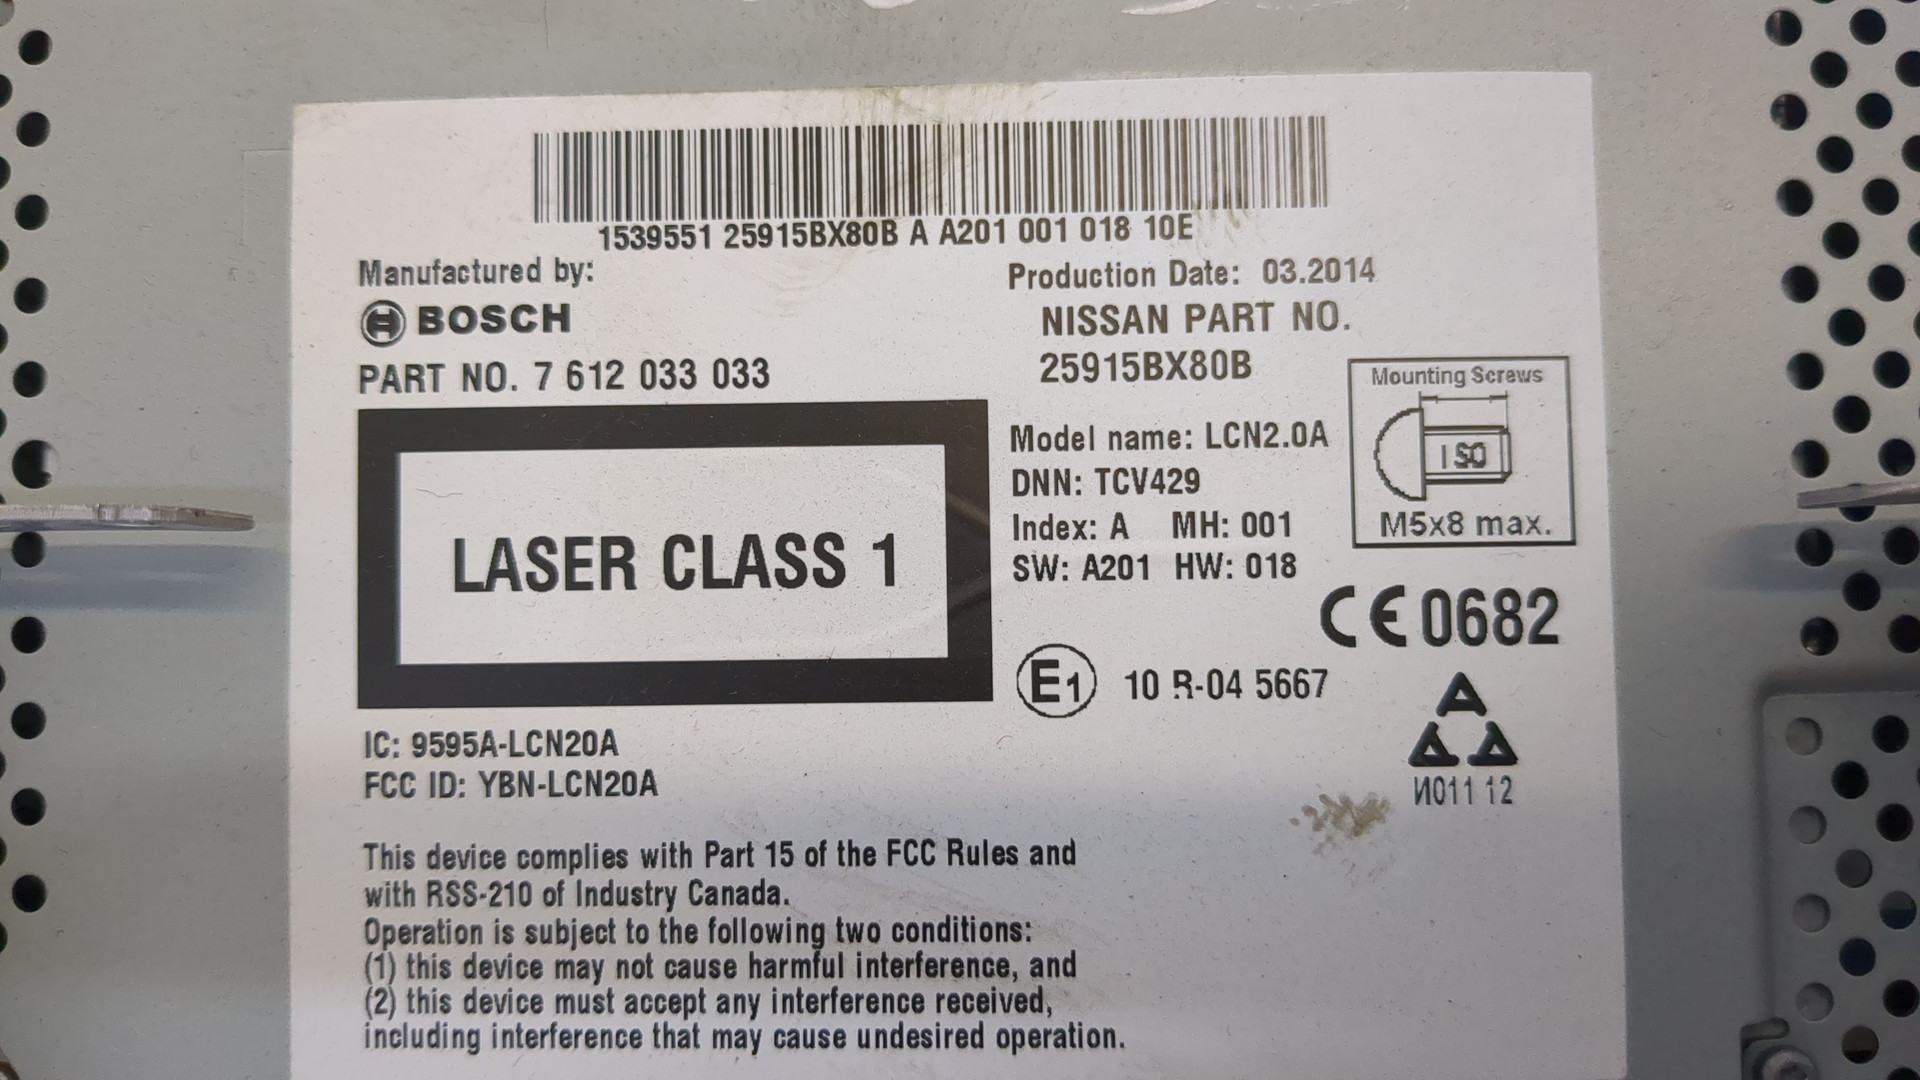 1539551 25915BX80B A A201 001 018 10E
Manufactured by:
BOSCH
PART NO. 7 612 033 033
Production Date: 03.2014
NISSAN PART NO.
25915BX80B
Mounting Screws
ISO
M5x8 max.
LASER CLASS 1
Model name: LCN2.0A
DNN: TCV429
Index: A MH: 001
SW: A201 HW: 018
CE 0682
E1 10 R-04 5667
И011 12
IC: 9595A-LCN20A
FCC ID: YBN-LCN20A
This device complies with Part 15 of the FCC Rules and
with RSS-210 of Industry Canada.
Operation is subject to the following two conditions:
(1) this device may not cause harmful interference, and
(2) this device must accept any interference received,
including interference that may cause undesired operation.